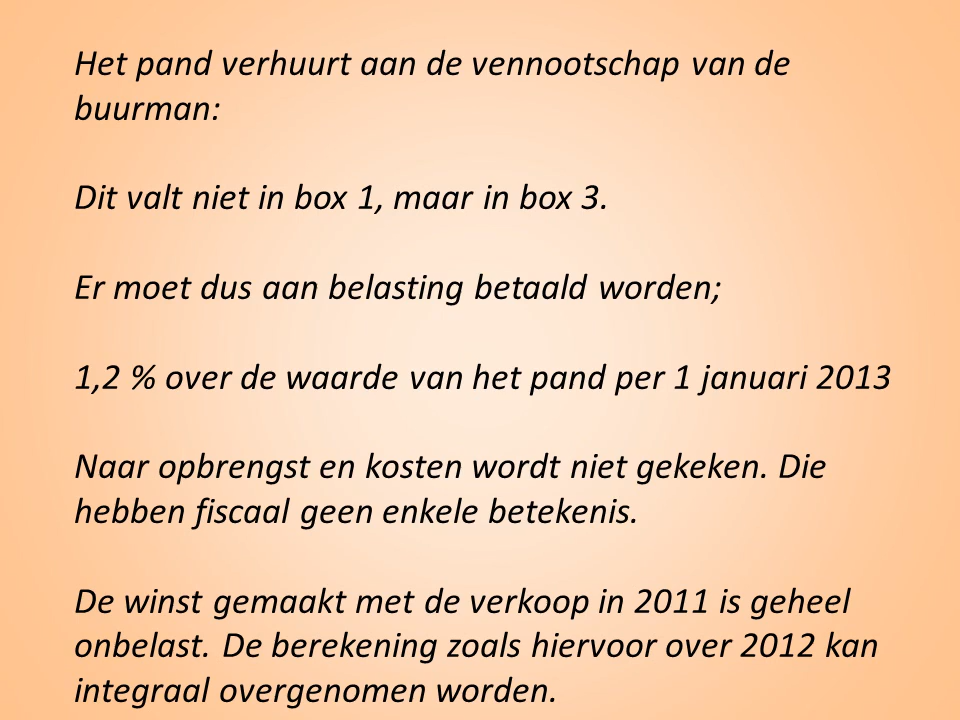 Het pand verhuurt aan de vennootschap van de
buurman:
Dit valt niet in box 1, maar in box 3.
Er moet dus aan belasting betaald worden;
1,2 % over de waarde van het pand per 1 januari 2013
Naar opbrengst en kosten wordt niet gekeken. Die
hebben fiscaal geen enkele betekenis.
De winst gemaakt met de verkoop in 2011 is geheel
onbelast. De berekening zoals hiervoor over 2012 kan
integraal overgenomen worden.